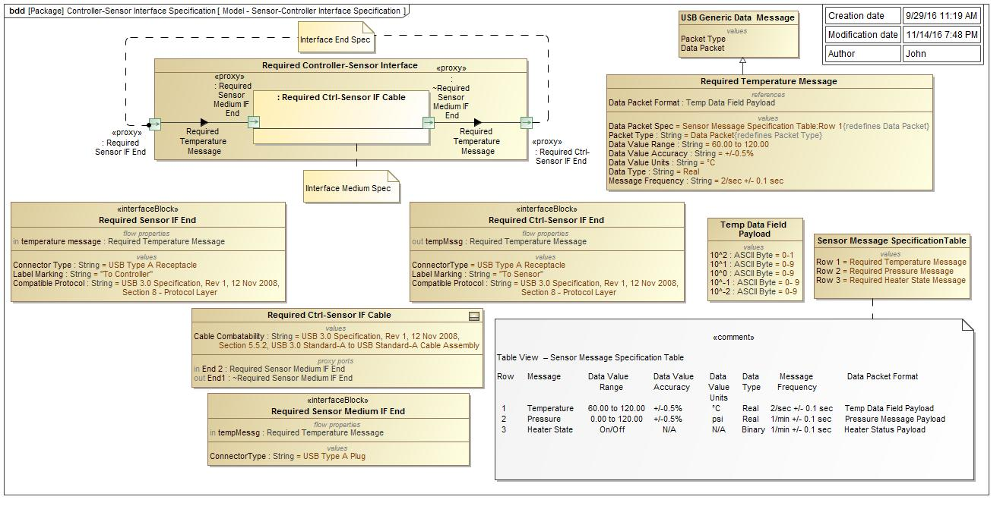 bdd [Package] Controller-Sensor Interface Specification [ Model - Sensor-Controller Interface Specification ]
Creation date 9/29/16 11:19 AM
Modification date 11/14/16 7:48 PM
Author John
Interface End Spec
Required Controller-Sensor Interface
«proxy»
: Required
Sensor
Medium IF
End
: Required Ctrl-Sensor IF Cable
«proxy»
:
~Required
Sensor
Medium IF
End
Required
Temperature
Message
Required
Temperature
Message
«proxy»
: Required
Sensor IF End
«proxy»
: Required Ctrl-
Sensor IF End
IInterface Medium Spec
USB Generic Data Message
values
Packet Type
Data Packet
Required Temperature Message
references
Data Packet Format : Temp Data Field Payload
values
Data Packet Spec = Sensor Message Specification Table:Row 1{redefines Data Packet}
Packet Type : String = Data Packet{redefines Packet Type}
Data Value Range : String = 60.00 to 120.00
Data Value Accuracy : String = +/-0.5%
Data Value Units : String = °C
Data Type : String = Real
Message Frequency : String = 2/sec +/- 0.1 sec
«interfaceBlock»
Required Sensor IF End
flow properties
in temperature message : Required Temperature Message
values
Connector Type : String = USB Type A Receptacle
Label Marking : String = "To Controller"
Compatible Protocol : String = USB 3.0 Specification, Rev 1, 12 Nov 2008,
Section 8 - Protocol Layer
«interfaceBlock»
Required Ctrl-Sensor IF End
flow properties
out tempMssg : Required Temperature Message
values
ConnectorType = USB Type A Receptacle
Label Marking : String = "To Sensor"
Compatible Protocol : String = USB 3.0 Specification, Rev 1, 12 Nov 2008,
Section 8 - Protocol Layer
Temp Data Field
Payload
values
10^2 : ASCII Byte = 0-1
10^1 : ASCII Byte = 0-9
10^0 : ASCII Byte = 0-9
10^-1 : ASCII Byte = 0- 9
10^-2 : ASCII Byte = 0-9
Sensor Message SpecificationTable
values
Row 1 = Required Temperature Message
Row 2 = Required Pressure Message
Row 3 = Required Heater State Message
Required Ctrl-Sensor IF Cable
values
Cable Combatability : String = USB 3.0 Specification, Rev 1, 12 Nov 2008,
Section 5.5.2, USB 3.0 Standard-A to USB Standard-A Cable Assembly
proxy ports
in End 2 : Required Sensor Medium IF End
out End1 : ~Required Sensor Medium IF End
«interfaceBlock»
Required Sensor Medium IF End
flow properties
in tempMessg : Required Temperature Message
values
ConnectorType : String = USB Type A Plug
«comment»
Table View – Sensor Message Specification Table
Row Message Data Value Range Data Value Accuracy Data Value Units Data Type Message Frequency Data Packet Format
1 Temperature 60.00 to 120.00 +/-0.5% °C Real 2/sec +/- 0.1 sec Temp Data Field Payload
2 Pressure 0.00 to 120.00 +/-0.5% psi Real 1/min +/- 0.1 sec Pressure Message Payload
3 Heater State On/Off N/A N/A Binary 1/min +/- 0.1 sec Heater Status Payload